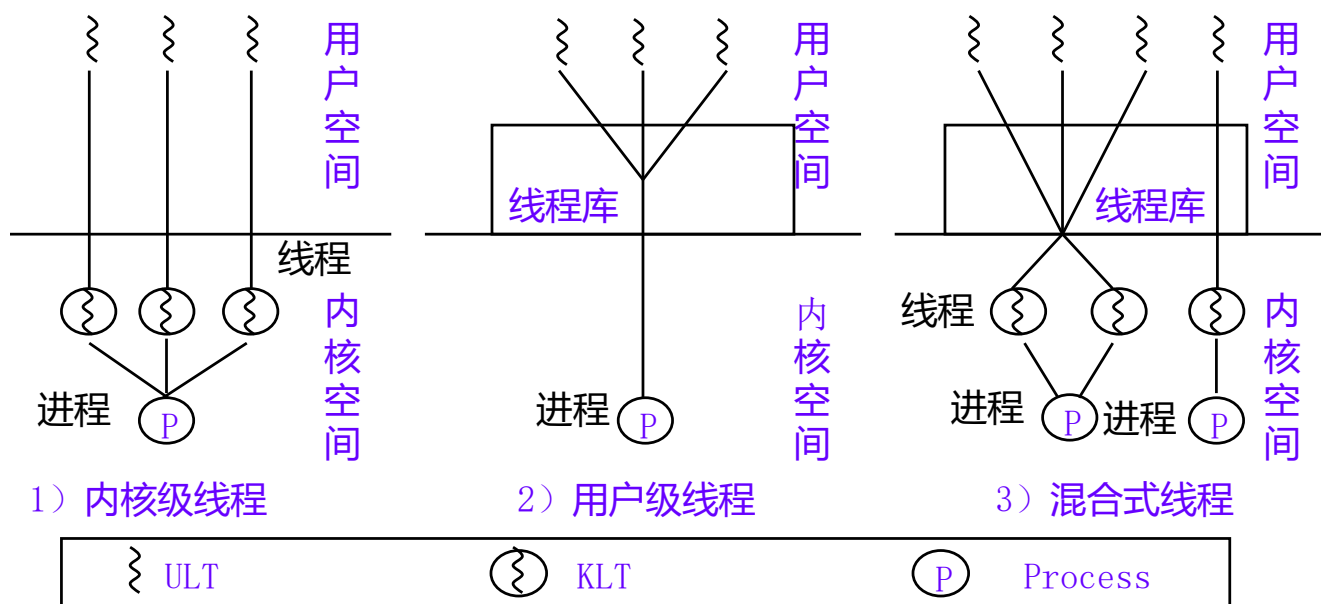 用户空间
线程
内核空间
进程
P
1）内核级线程
用户空间
线程库
内核空间
进程
P
2）用户级线程
用户空间
线程库
线程
内核空间
进程
P
进程
P
3）混合式线程
ULT
KLT
P
Process